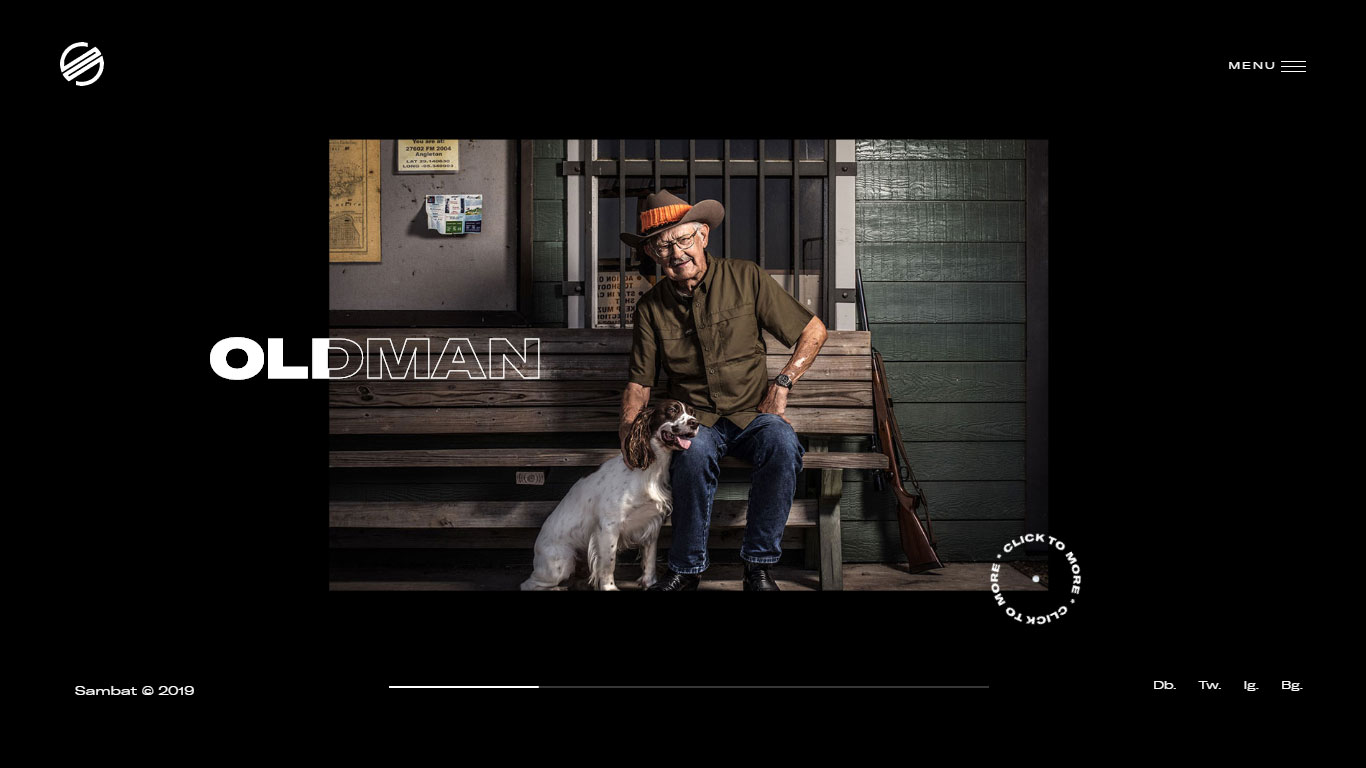 MENU
You are at:
27602 FM 2004
Angleton
OLDMAN
CLICK TO MORE * CLICK TO MORE *
Sambat © 2019
Db. Tw. Ig. Bg.